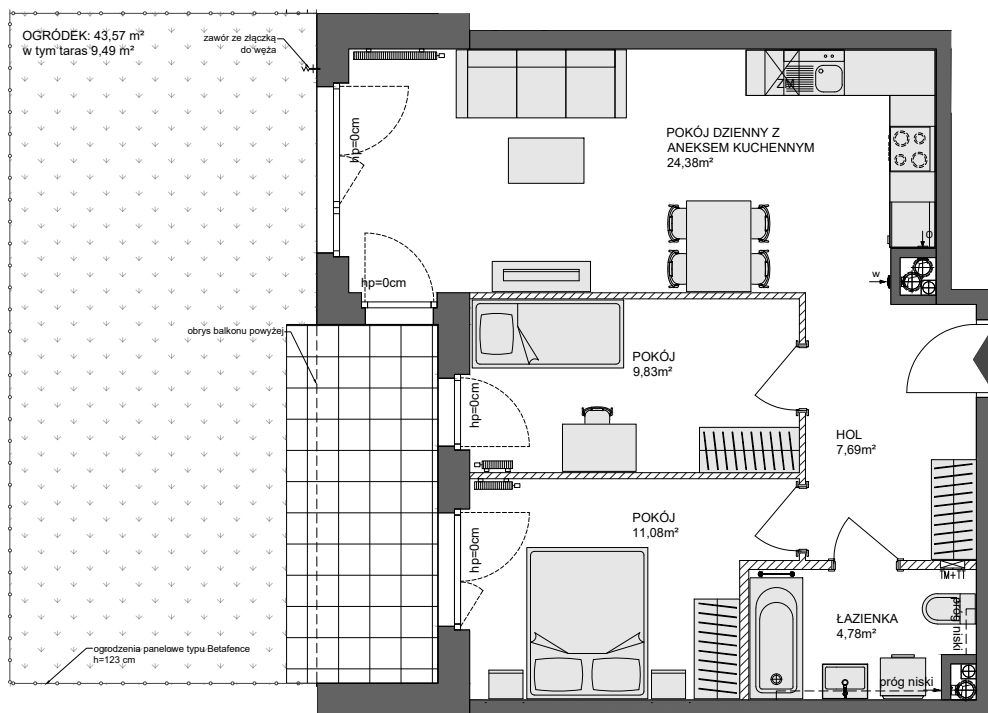 OGRÓDEK: 43,57 m²
w tym taras 9,49 m²
zawór ze złączką
do węża
hp=0cm
ZM
POKÓJ DZIENNY Z
ANEKSEM KUCHENNYM
24,38m²
O
w
hp=0cm
obrys balkonu powyżej
POKÓJ
9,83m²
hp=0cm
HOL
7,69m²
POKÓJ
11,08m²
hp=0cm
TM+TT
ŁAZIENKA
4,78m²
próg niski
próg niski
ogrodzenia panelowe typu Betafence
h=123 cm